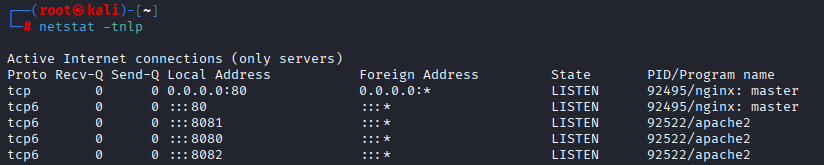 ┌──(root㉿kali)-[~]
└─# netstat -tnlp
Active Internet connections (only servers)
Proto Recv-Q Send-Q Local Address           Foreign Address         State       PID/Program name
tcp        0      0 0.0.0.0:80              0.0.0.0:*               LISTEN      92495/nginx: master
tcp6       0      0 :::80                   :::*                    LISTEN      92495/nginx: master
tcp6       0      0 :::8081                 :::*                    LISTEN      92522/apache2
tcp6       0      0 :::8080                 :::*                    LISTEN      92522/apache2
tcp6       0      0 :::8082                 :::*                    LISTEN      92522/apache2